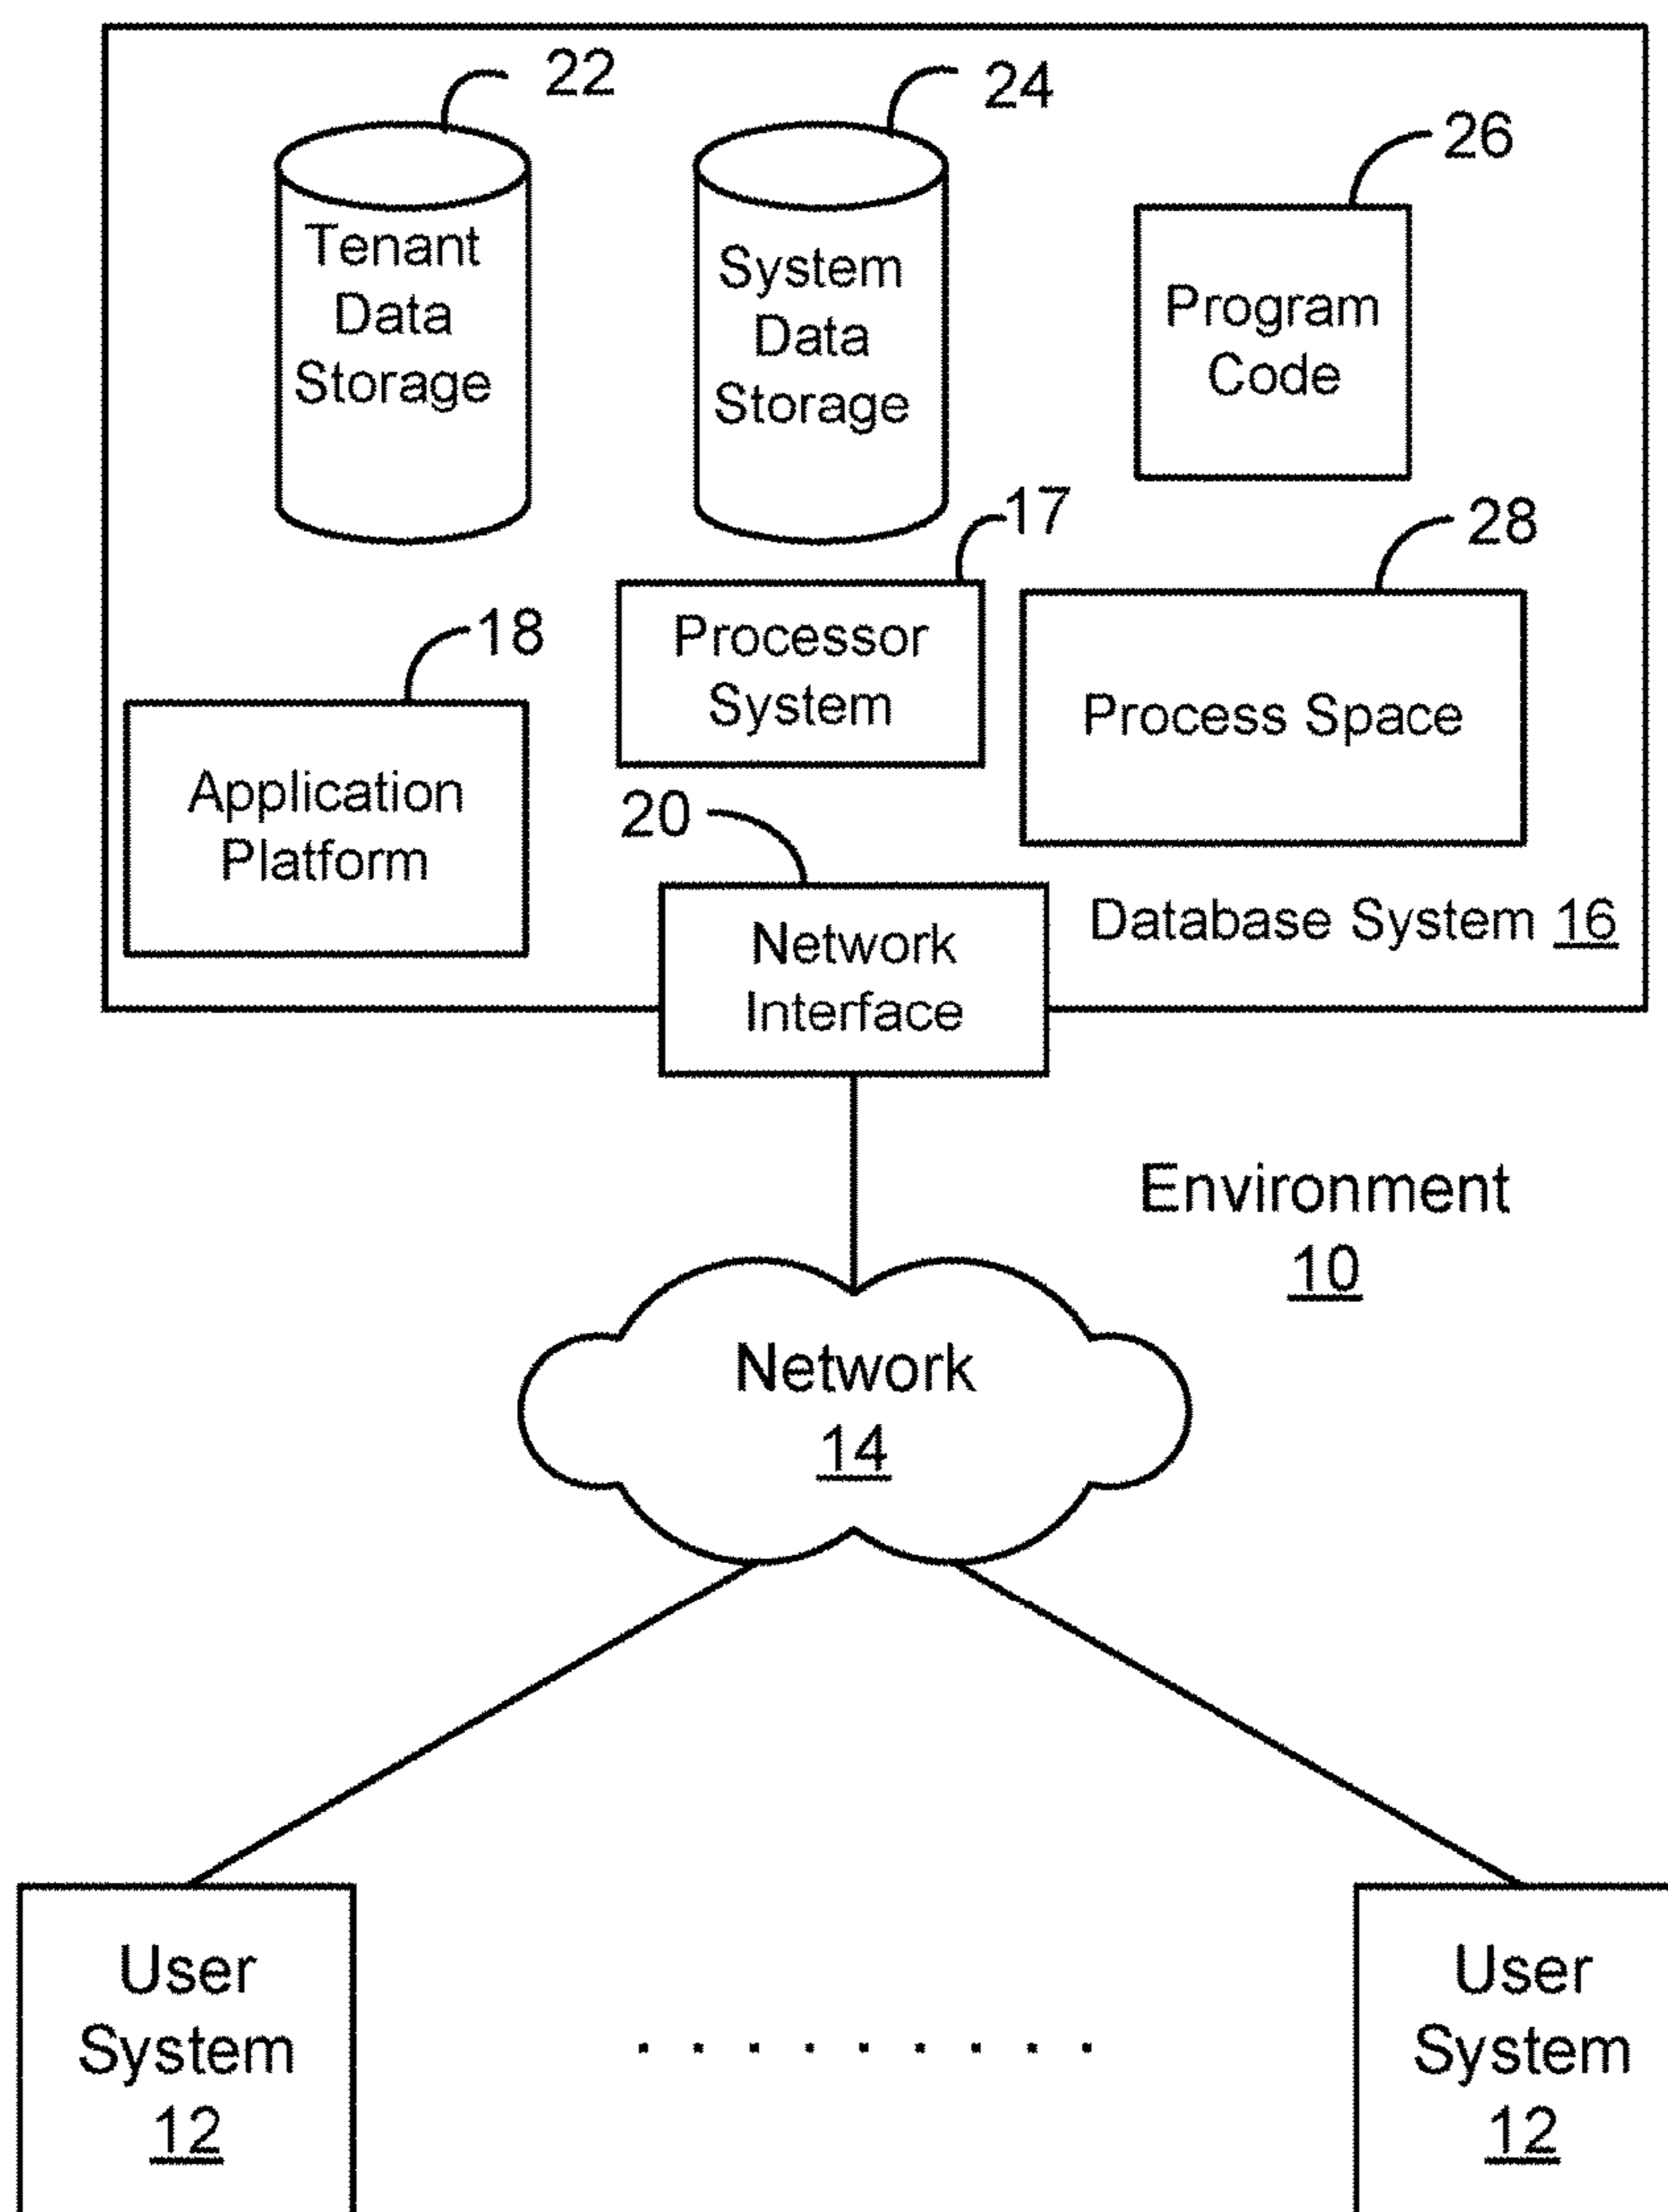 22
24
26
Tenant
Data
Storage
System
Data
Storage
Program
Code
17
28
18
Processor
System
Process Space
Application
Platform
20
Network
Interface
Database System 16
Environment
10
Network
14
User
System
12
. . . . . . . . .
User
System
12